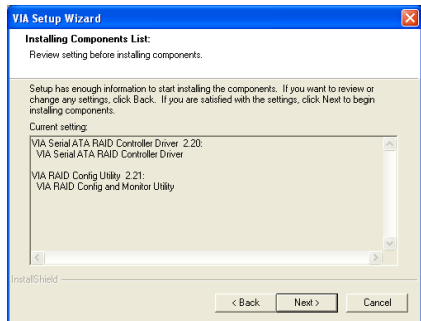 VIA Setup Wizard
Installing Components List:
Review setting before installing components.
Setup has enough information to start installing the components. If you want to review or
change any settings, click Back. If you are satisfied with the settings, click Next to begin
installing components.
Current setting:
VIA Serial ATA RAID Controller Driver 2.20:
VIA Serial ATA RAID Controller Driver
VIA RAID Config Utility 2.21:
VIA RAID Config and Monitor Utility
InstallShield
< Back Next > Cancel